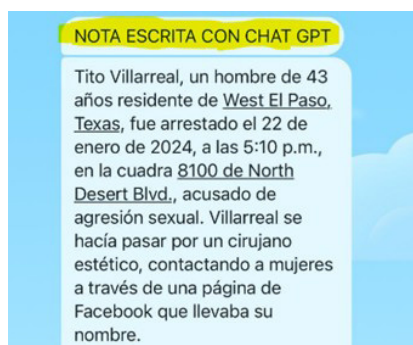 NOTA ESCRITA CON CHAT GPT
Tito Villarreal, un hombre de 43
años residente de West El Paso,
Texas, fue arrestado el 22 de
enero de 2024, a las 5:10 p.m.,
en la cuadra 8100 de North
Desert Blvd., acusado de
agresión sexual. Villarreal se
hacía pasar por un cirujano
estético, contactando a mujeres
a través de una página de
Facebook que llevaba su
nombre.